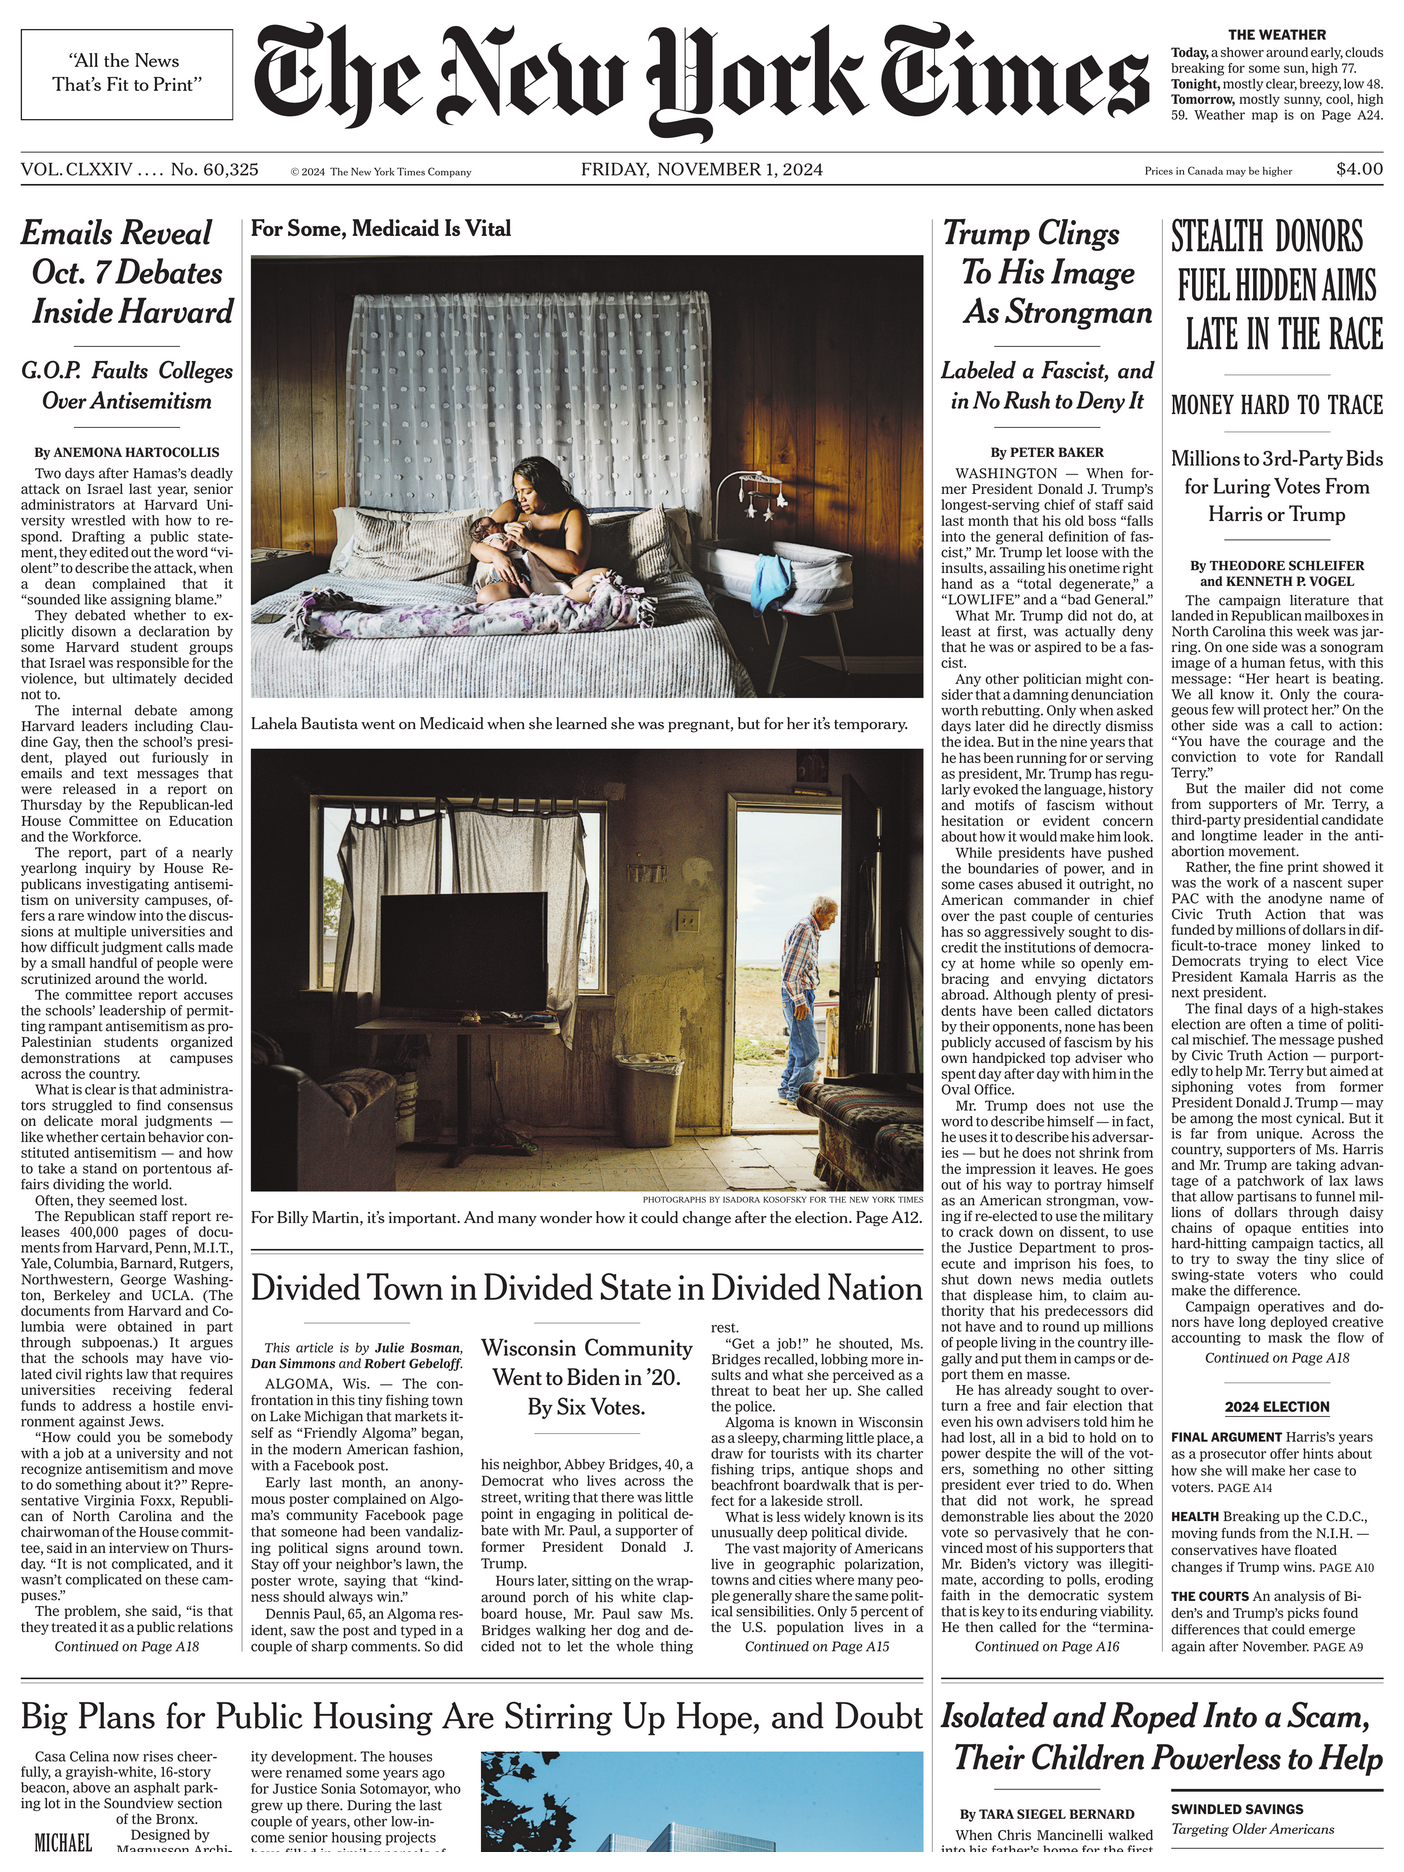 “All the News
That’s Fit to Print”
The New York Times
THE WEATHER
Today, a shower around early, clouds
breaking for some sun, high 77.
Tonight, mostly clear, breezy, low 48.
Tomorrow, mostly sunny, cool, high
59. Weather map is on Page A24.
VOL. CLXXIV .... No. 60,325
© 2024 The New York Times Company
FRIDAY, NOVEMBER 1, 2024
Prices in Canada may be higher
$4.00
Emails Reveal
Oct. 7 Debates
Inside Harvard
G.O.P. Faults Colleges
Over Antisemitism
By ANEMONA HARTOCOLLIS
Two days after Hamas’s deadly
attack on Israel last year, senior
administrators at Harvard Uni-
versity wrestled with how to re-
spond. Drafting a public state-
ment, they edited out the word “vi-
olent” to describe the attack, when
a dean complained that it
“sounded like assigning blame.”
They debated whether to ex-
plicitly disown a declaration by
some Harvard student groups
that Israel was responsible for the
violence, but ultimately decided
not to.
The internal debate among
Harvard leaders including Clau-
dine Gay, then the school’s presi-
dent, played out furiously in
emails and text messages that
were released in a report on
Thursday by the Republican-led
House Committee on Education
and the Workforce.
The report, part of a nearly
yearlong inquiry by House Re-
publicans investigating antisemi-
tism on university campuses, of-
fers a rare window into the discus-
sions at multiple universities and
how difficult judgment calls made
by a small handful of people were
scrutinized around the world.
The committee report accuses
the schools’ leadership of permit-
ting rampant antisemitism as pro-
Palestinian students organized
demonstrations at campuses
across the country.
What is clear is that administra-
tors struggled to find consensus
on delicate moral judgments —
like whether certain behavior con-
stituted antisemitism — and how
to take a stand on portentous af-
fairs dividing the world.
Often, they seemed lost.
The Republican staff report re-
leases 400,000 pages of docu-
ments from Harvard, Penn, M.I.T.,
Yale, Columbia, Barnard, Rutgers,
Northwestern, George Washing-
ton, Berkeley and UCLA. (The
documents from Harvard and Co-
lumbia were obtained in part
through subpoenas.) It argues
that the schools may have vio-
lated civil rights law that requires
universities receiving federal
funds to address a hostile envi-
ronment against Jews.
“How could you be somebody
with a job at a university and not
recognize antisemitism and move
to do something about it?” Repre-
sentative Virginia Foxx, Republi-
can of North Carolina and the
chairwoman of the House commit-
tee, said in an interview on Thurs-
day. “It is not complicated, and it
wasn’t complicated on these cam-
puses.”
The problem, she said, “is that
they treated it as a public relations
Continued on Page A18
For Some, Medicaid Is Vital
Lahela Bautista went on Medicaid when she learned she was pregnant, but for her it’s temporary.
PHOTOGRAPHS BY ISADORA KOSOFSKY FOR THE NEW YORK TIMES
For Billy Martin, it’s important. And many wonder how it could change after the election. Page A12.
Divided Town in Divided State in Divided Nation
This article is by Julie Bosman,
Dan Simmons and Robert Gebeloff.
ALGOMA, Wis. — The con-
frontation in this tiny fishing town
on Lake Michigan that markets it-
self as “Friendly Algoma” began,
in the modern American fashion,
with a Facebook post.
Early last month, an anony-
mous poster complained on Algo-
ma’s community Facebook page
that someone had been vandaliz-
ing political signs around town.
Stay off your neighbor’s lawn, the
poster wrote, saying that “kind-
ness should always win.”
Dennis Paul, 65, an Algoma res-
ident, saw the post and typed in a
couple of sharp comments. So did
Wisconsin Community
Went to Biden in ’20.
By Six Votes.
his neighbor, Abbey Bridges, 40, a
Democrat who lives across the
street, writing that there was little
point in engaging in political de-
bate with Mr. Paul, a supporter of
former President Donald J.
Trump.
Hours later, sitting on the wrap-
around porch of his white clap-
board house, Mr. Paul saw Ms.
Bridges walking her dog and de-
cided not to let the whole thing
rest.
“Get a job!” he shouted, Ms.
Bridges recalled, lobbing more in-
sults and what she perceived as a
threat to beat her up. She called
the police.
Algoma is known in Wisconsin
as a sleepy, charming little place, a
draw for tourists with its charter
fishing trips, antique shops and
beachfront boardwalk that is per-
fect for a lakeside stroll.
What is less widely known is its
unusually deep political divide.
The vast majority of Americans
live in geographic polarization,
towns and cities where many peo-
ple generally share the same polit-
ical sensibilities. Only 5 percent of
the U.S. population lives in a
Continued on Page A15
Trump Clings
To His Image
As Strongman
Labeled a Fascist, and
in No Rush to Deny It
By PETER BAKER
WASHINGTON — When for-
mer President Donald J. Trump’s
longest-serving chief of staff said
last month that his old boss “falls
into the general definition of fas-
cist,” Mr. Trump let loose with the
insults, assailing his onetime right
hand as a “total degenerate,” a
“LOWLIFE” and a “bad General.”
What Mr. Trump did not do, at
least at first, was actually deny
that he was or aspired to be a fas-
cist.
Any other politician might con-
sider that a damning denunciation
worth rebutting. Only when asked
days later did he directly dismiss
the idea. But in the nine years that
he has been running for or serving
as president, Mr. Trump has regu-
larly evoked the language, history
and motifs of fascism without
hesitation or evident concern
about how it would make him look.
While presidents have pushed
the boundaries of power, and in
some cases abused it outright, no
American commander in chief
over the past couple of centuries
has so aggressively sought to dis-
credit the institutions of democra-
cy at home while so openly em-
bracing and envying dictators
abroad. Although plenty of presi-
dents have been called dictators
by their opponents, none has been
publicly accused of fascism by his
own handpicked top adviser who
spent day after day with him in the
Oval Office.
Mr. Trump does not use the
word to describe himself — in fact,
he uses it to describe his adversar-
ies — but he does not shrink from
the impression it leaves. He goes
out of his way to portray himself
as an American strongman, vow-
ing if re-elected to use the military
to crack down on dissent, to use
the Justice Department to pros-
ecute and imprison his foes, to
shut down news media outlets
that displease him, to claim au-
thority that his predecessors did
not have and to round up millions
of people living in the country ille-
gally and put them in camps or de-
port them en masse.
He has already sought to over-
turn a free and fair election that
even his own advisers told him he
had lost, all in a bid to hold on to
power despite the will of the vot-
ers, something no other sitting
president ever tried to do. When
that did not work, he spread
demonstrable lies about the 2020
vote so pervasively that he con-
vinced most of his supporters that
Mr. Biden’s victory was illegiti-
mate, according to polls, eroding
faith in the democratic system
that is key to its enduring viability.
He then called for the “termina-
Continued on Page A16
STEALTH DONORS
FUEL HIDDEN AIMS
LATE IN THE RACE
MONEY HARD TO TRACE
Millions to 3rd-Party Bids
for Luring Votes From
Harris or Trump
By THEODORE SCHLEIFER
and KENNETH P. VOGEL
The campaign literature that
landed in Republican mailboxes in
North Carolina this week was jar-
ring. On one side was a sonogram
image of a human fetus, with this
message: “Her heart is beating.
We all know it. Only the coura-
geous few will protect her.” On the
other side was a call to action:
“You have the courage and the
conviction to vote for Randall
Terry.”
But the mailer did not come
from supporters of Mr. Terry, a
third-party presidential candidate
and longtime leader in the anti-
abortion movement.
Rather, the fine print showed it
was the work of a nascent super
PAC with the anodyne name of
Civic Truth Action that was
funded by millions of dollars in dif-
ficult-to-trace money linked to
Democrats trying to elect Vice
President Kamala Harris as the
next president.
The final days of a high-stakes
election are often a time of politi-
cal mischief. The message pushed
by Civic Truth Action — purport-
edly to help Mr. Terry but aimed at
siphoning votes from former
President Donald J. Trump — may
be among the most cynical. But it
is far from unique. Across the
country, supporters of Ms. Harris
and Mr. Trump are taking advan-
tage of a patchwork of lax laws
that allow partisans to funnel mil-
lions of dollars through daisy
chains of opaque entities into
hard-hitting campaign tactics, all
to try to sway the tiny slice of
swing-state voters who could
make the difference.
Campaign operatives and do-
nors have long deployed creative
accounting to mask the flow of
Continued on Page A18
2024 ELECTION
FINAL ARGUMENT Harris’s years
as a prosecutor offer hints about
how she will make her case to
voters. PAGE A14
HEALTH Breaking up the C.D.C.,
moving funds from the N.I.H. —
conservatives have floated
changes if Trump wins. PAGE A10
THE COURTS An analysis of Bi-
den’s and Trump’s picks found
differences that could emerge
again after November. PAGE A9
Big Plans for Public Housing Are Stirring Up Hope, and Doubt
Casa Celina now rises cheer-
fully, a grayish-white, 16-story
beacon, above an asphalt park-
ing lot in the Soundview section
of the Bronx.
Designed by
Magnusson Archi-
MICHAEL
ity development. The houses
were renamed some years ago
for Justice Sonia Sotomayor, who
grew up there. During the last
couple of years, other low-in-
come senior housing projects
have filled in similar parcels of
Isolated and Roped Into a Scam,
Their Children Powerless to Help
By TARA SIEGEL BERNARD
When Chris Mancinelli walked
into his father’s home for the first
SWINDLED SAVINGS
Targeting Older Americans